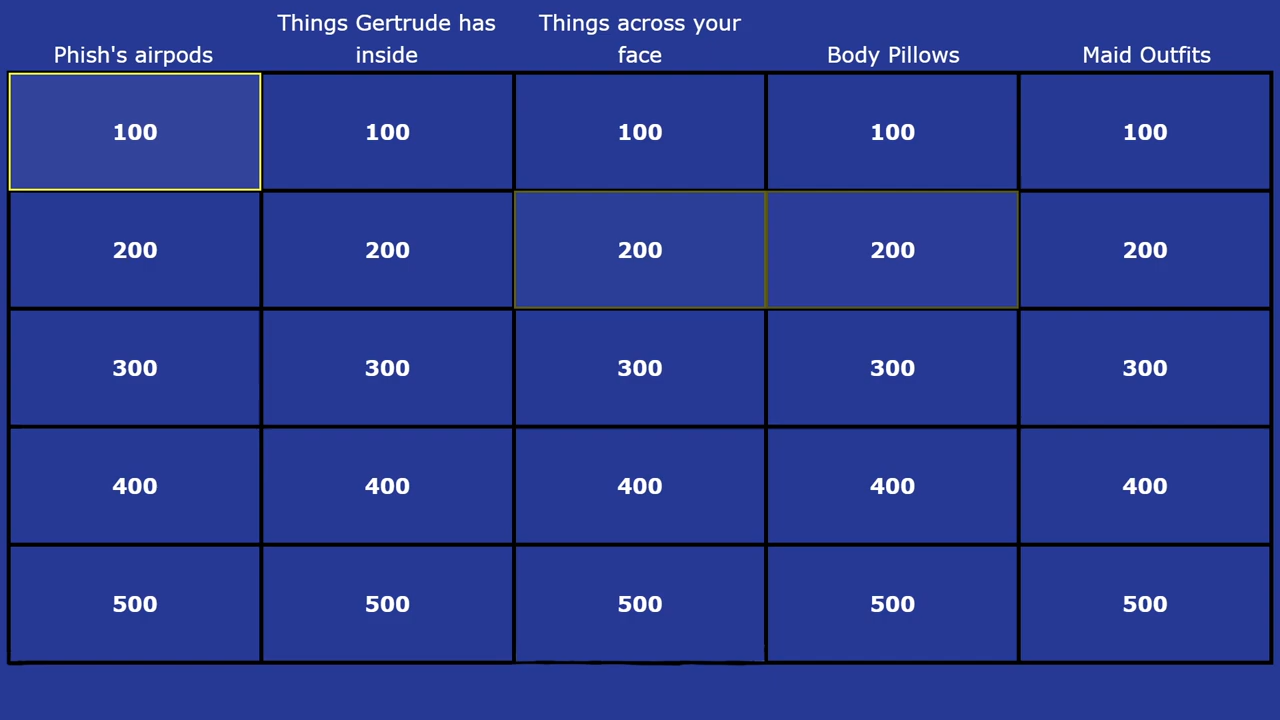 Phish's airpods
Things Gertrude has
inside
Things across your
face
Body Pillows
Maid Outfits
100 100 100 100 100
200 200 200 200 200
300 300 300 300 300
400 400 400 400 400
500 500 500 500 500